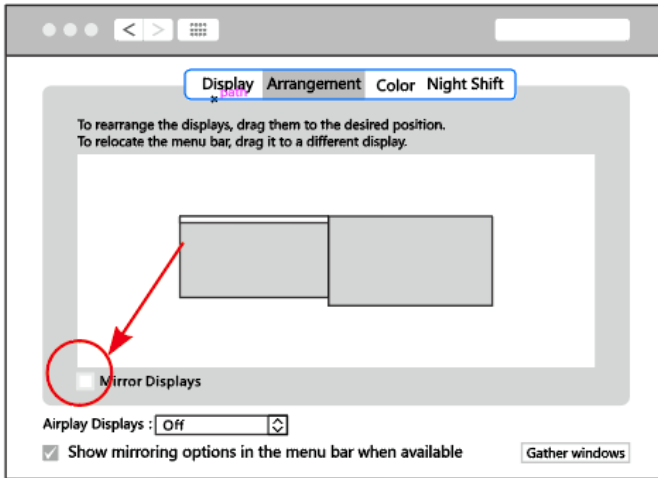 Display Arrangement Color Night Shift
path
To rearrange the displays, drag them to the desired position.
To relocate the menu bar, drag it to a different display.
Mirror Displays
Airplay Displays : Off
Show mirroring options in the menu bar when available
Gather windows